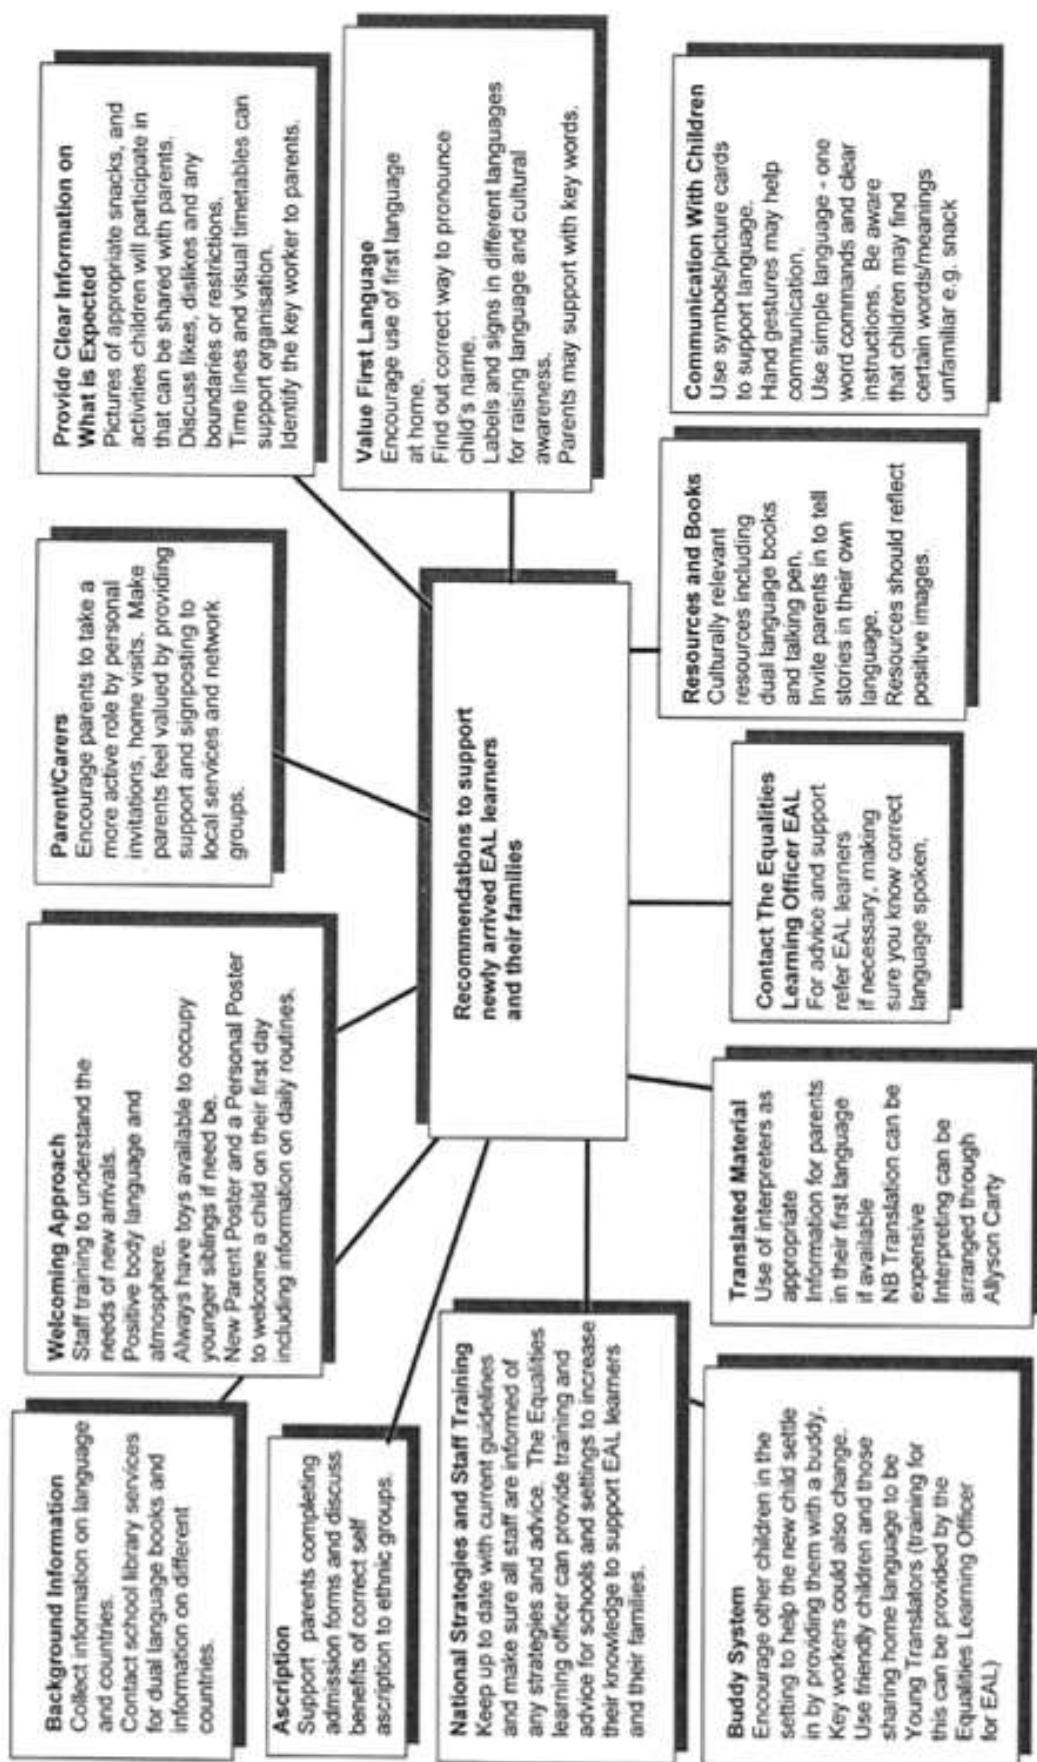 Background Information
Collect information on language
and countries.
Contact school library services
for dual language books and
information on different
countries.
Welcoming Approach
Staff training to understand the
needs of new arrivals.
Positive body language and
atmosphere.
Always have toys available to occupy
younger siblings if need be.
New Parent Poster and a Personal Poster
to welcome a child on their first day
including information on daily routines.
Parent/Carers
Encourage parents to take a
more active role by personal
invitations, home visits. Make
parents feel valued by providing
support and signposting to
local services and network
groups.
Provide Clear Information on
What is Expected
Pictures of appropriate snacks, and
activities children will participate in
that can be shared with parents.
Discuss likes, dislikes and any
boundaries or restrictions.
Time lines and visual timetables can
support organisation.
Identify the key worker to parents.
Ascription
Support parents completing
admission forms and discuss
benefits of correct self
ascription to ethnic groups.
Recommendations to support
newly arrived EAL learners
and their families
Value First Language
Encourage use of first language
at home.
Find out correct way to pronounce
child's name.
Labels and signs in different languages
for raising language and cultural
awareness.
Parents may support with key words.
National Strategies and Staff Training
Keep up to date with current guidelines
and make sure all staff are informed of
any strategies and advice. The Equalities
learning officer can provide training and
advice for schools and settings to increase
their knowledge to support EAL learners
and their families.
Buddy System
Encourage other children in the
setting to help the new child settle
in by providing them with a buddy.
Key workers could also change.
Use friendly children and those
sharing home language to be
Young Translators (training for
this can be provided by the
Equalities Learning Officer
for EAL)
Translated Material
Use of interpreters as
appropriate
Information for parents
in their first language
if available
NB Translation can be
expensive
Interpreting can be
arranged through
Allyson Carty
Contact The Equalities
Learning Officer EAL
For advice and support
refer EAL learners
if necessary, making
sure you know correct
language spoken.
Resources and Books
Culturally relevant
resources including
dual language books
and talking pen.
Invite parents in to tell
stories in their own
language.
Resources should reflect
positive images.
Communication With Children
Use symbols/picture cards
to support language.
Hand gestures may help
communication.
Use simple language - one
word commands and clear
instructions. Be aware
that children may find
certain words/meanings
unfamiliar e.g. snack